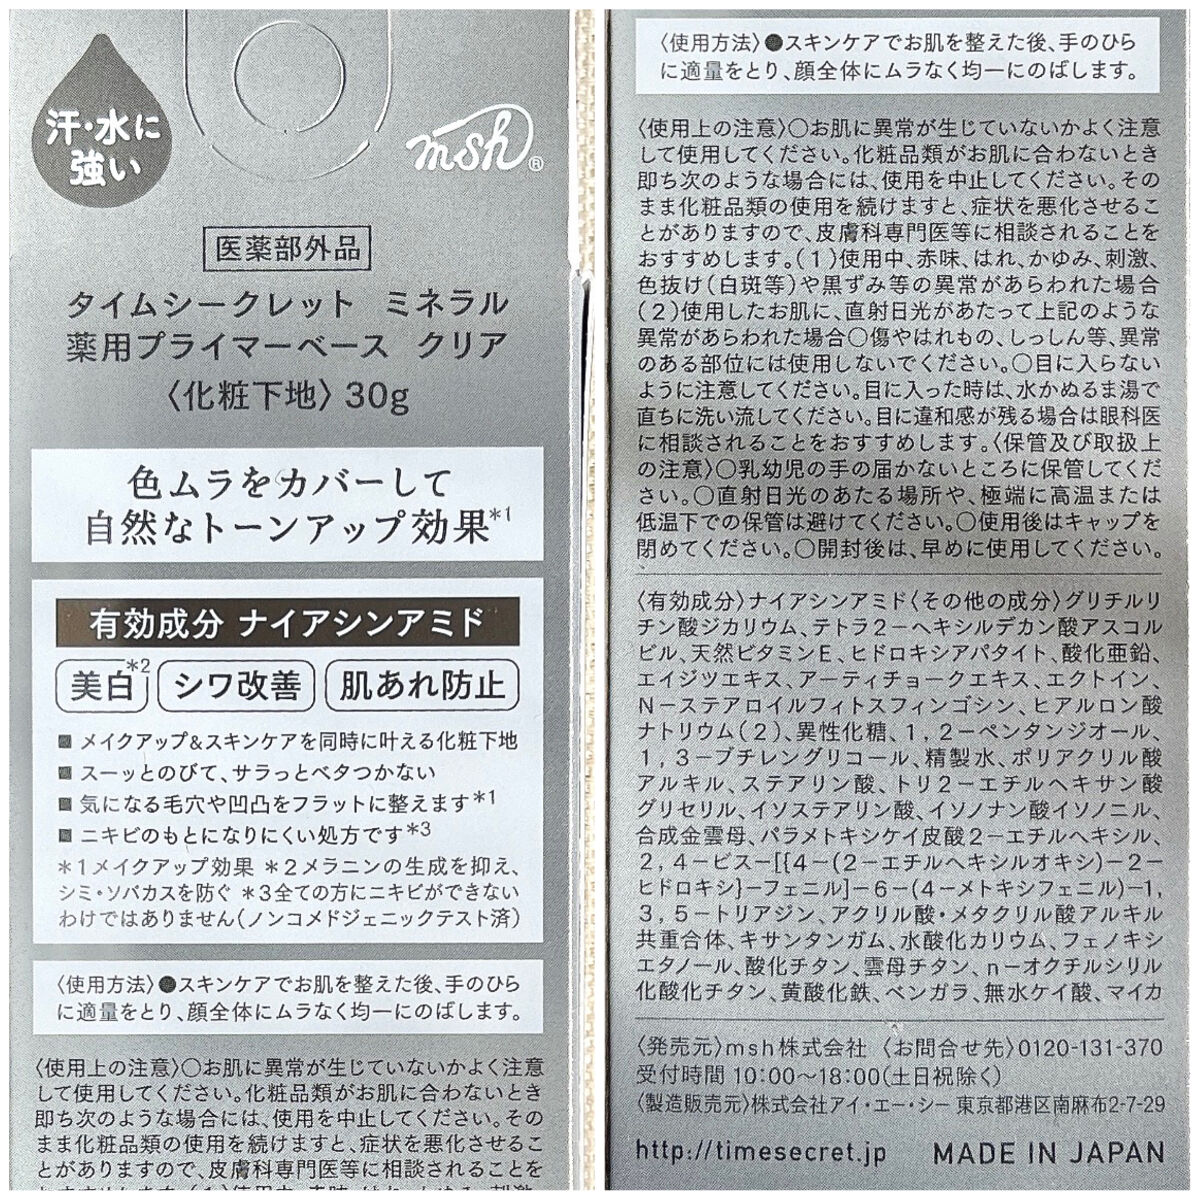 汗・水に
強い
msh®
医薬部外品
タイムシークレット ミネラル
薬用プライマーベース クリア
〈化粧下地〉30g
色ムラをカバーして
自然なトーンアップ効果*1
有効成分 ナイアシンアミド
美白*2 シワ改善 肌あれ防止
■ メイクアップ&スキンケアを同時に叶える化粧下地
■ スーッとのびて、サラっとベタつかない
■ 気になる毛穴や凹凸をフラットに整えます*1
■ ニキビのもとになりにくい処方です*3
*1メイクアップ効果 *2メラニンの生成を抑え、
シミ・ソバカスを防ぐ *3全ての方にニキビができない
わけではありません(ノンコメドジェニックテスト済)
〈使用方法〉●スキンケアでお肌を整えた後、手のひら
に適量をとり、顔全体にムラなく均一にのばします。
〈使用上の注意〉○お肌に異常が生じていないかよく注意
して使用してください。化粧品類がお肌に合わないとき
即ち次のような場合には、使用を中止してください。その
まま化粧品類の使用を続けますと、症状を悪化させるこ
とがありますので、皮膚科専門医等に相談されることを
〈使用方法〉●スキンケアでお肌を整えた後、手のひら
に適量をとり、顔全体にムラなく均一にのばします。
〈使用上の注意〉○お肌に異常が生じていないかよく注意
して使用してください。化粧品類がお肌に合わないとき
即ち次のような場合には、使用を中止してください。その
まま化粧品類の使用を続けますと、症状を悪化させるこ
とがありますので、皮膚科専門医等に相談されることを
おすすめします。(1)使用中、赤味、はれ、かゆみ、刺激、
色抜け(白斑等)や黒ずみ等の異常があらわれた場合
(2)使用したお肌に、直射日光があたって上記のような
異常があらわれた場合○傷やはれもの、しっしん等、異常
のある部位には使用しないでください。○目に入らない
ように注意してください。目に入った時は、水かぬるま湯で
直ちに洗い流してください。目に違和感が残る場合は眼科医
に相談されることをおすすめします。〈保管及び取扱上
の注意〉○乳幼児の手の届かないところに保管してくだ
さい。○直射日光のあたる場所や、極端に高温または
低温下での保管は避けてください。○使用後はキャップを
閉めてください。○開封後は、早めに使用してください。
〈有効成分〉ナイアシンアミド〈その他の成分〉グリチルリ
チン酸ジカリウム、テトラ2-ヘキシルデカン酸アスコル
ビル、天然ビタミンE、ヒドロキシアパタイト、酸化亜鉛、
エイジツエキス、アーティチョークエキス、エクトイン、
N-ステアロイルフィトスフィンゴシン、ヒアルロン酸
ナトリウム(2)、異性化糖、1,2-ペンタンジオール、
1,3-ブチレングリコール、精製水、ポリアクリル酸
アルキル、ステアリン酸、トリ2-エチルヘキサン酸
グリセリル、イソステアリン酸、イソノナン酸イソノニル、
合成金雲母、パラメトキシケイ皮酸2-エチルヘキシル、
2,4-ビス-[{4-(2-エチルヘキシルオキシ)-2-
ヒドロキシ}-フェニル]-6-(4-メトキシフェニル)-1,
3,5-トリアジン、アクリル酸・メタクリル酸アルキル
共重合体、キサンタンガム、水酸化カリウム、フェノキシ
エタノール、酸化チタン、雲母チタン、n-オクチルシリル
化酸化チタン、黄酸化鉄、ベンガラ、無水ケイ酸、マイカ
〈発売元〉msh株式会社 〈お問合せ先〉0120-131-370
受付時間 10:00～18:00(土日祝除く)
〈製造販売元〉株式会社アイ・エー・シー 東京都港区南麻布2-7-29
http://timesecret.jp MADE IN JAPAN